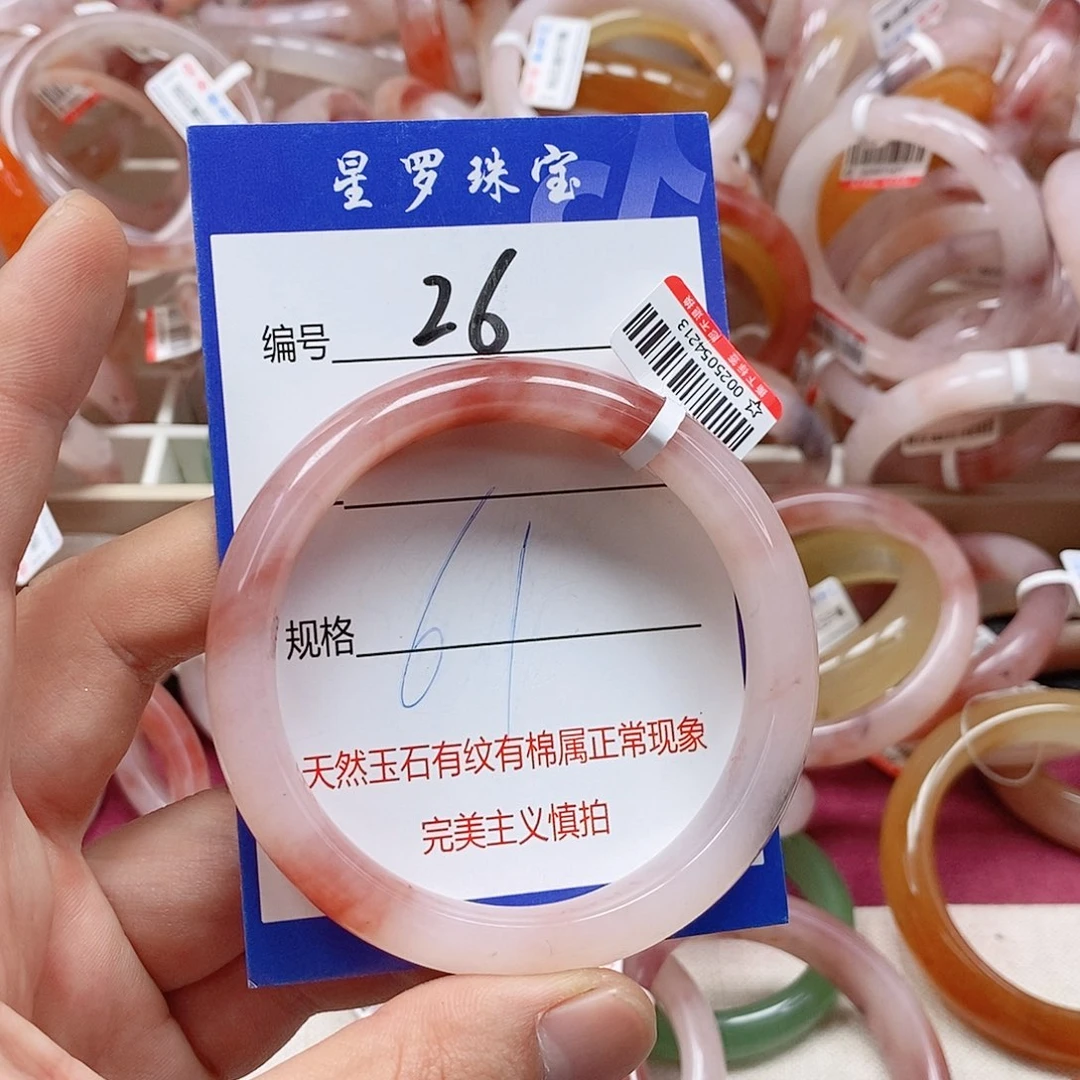 星罗珠宝
编号 26
0025054213
规格 61
天然玉石有纹有棉属正常现象
完美主义慎拍